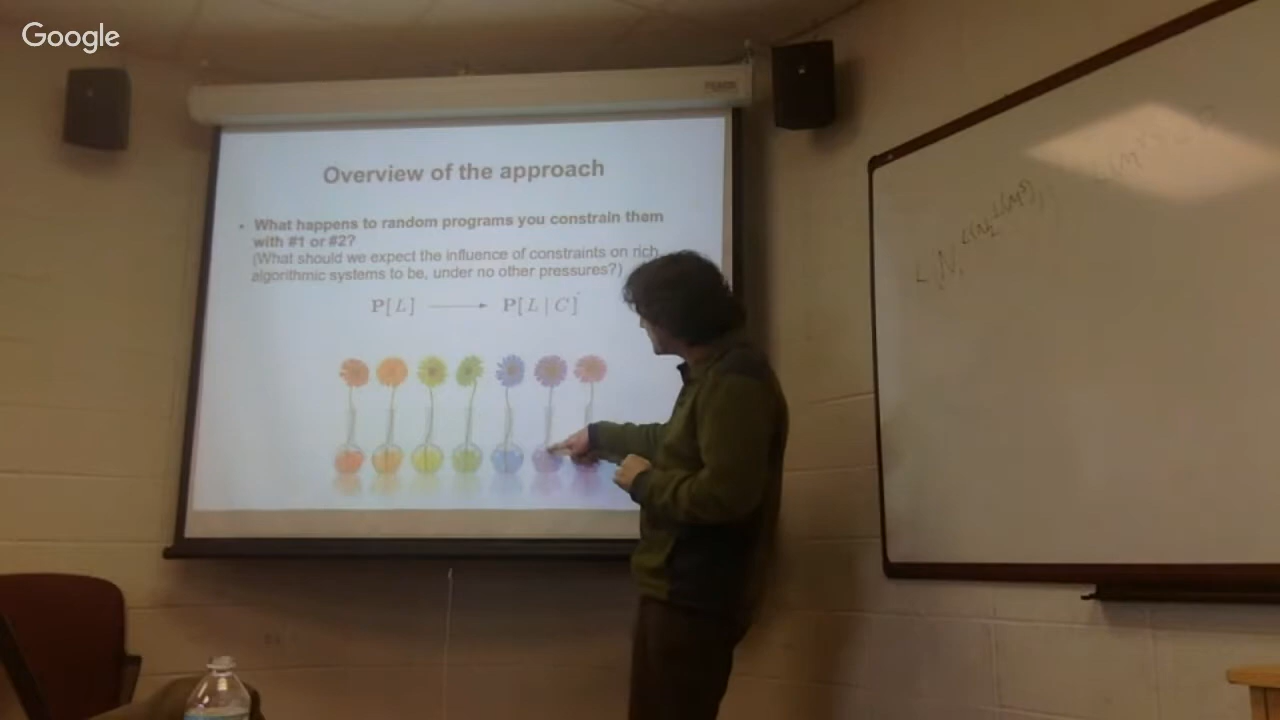 Google
Overview of the approach
• What happens to random programs you constrain them
with #1 or #2?
(What should we expect the influence of constraints on rich
algorithmic systems to be, under no other pressures?)
P[L] → P[L | C]